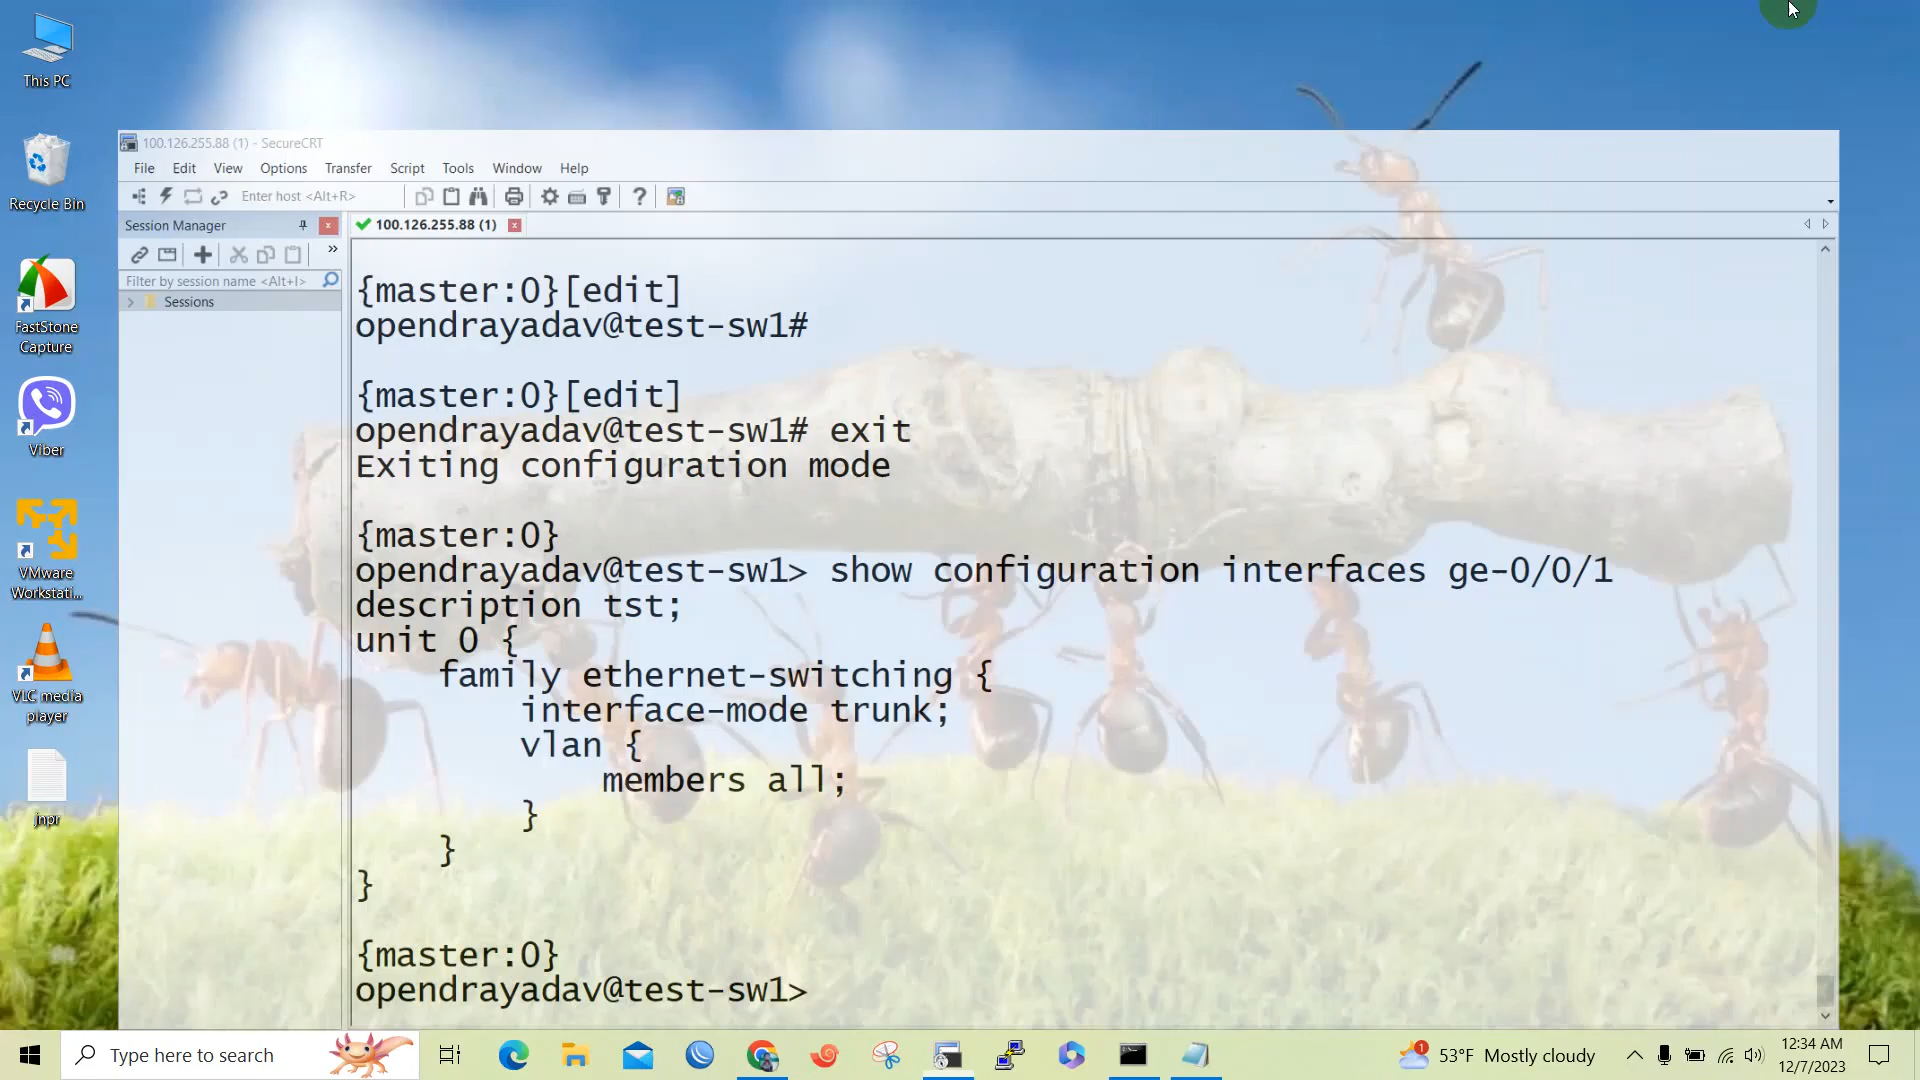 This PC
Recycle Bin
FastStone
Capture
Viber
VMware
Workstati...
VLC media
player
jnpr
100.126.255.88 (1) - SecureCRT
File Edit View Options Transfer Script Tools Window Help
Enter host <Alt+R>
Session Manager
100.126.255.88 (1)
Filter by session name <Alt+I>
Sessions
{master:0}[edit]
opendrayadav@test-sw1#
{master:0}[edit]
opendrayadav@test-sw1# exit
Exiting configuration mode
{master:0}
opendrayadav@test-sw1> show configuration interfaces ge-0/0/1
description tst;
unit 0 {
family ethernet-switching {
interface-mode trunk;
vlan {
members all;
}
}
}
{master:0}
opendrayadav@test-sw1>
Type here to search
1
53°F Mostly cloudy
12:34 AM
12/7/2023